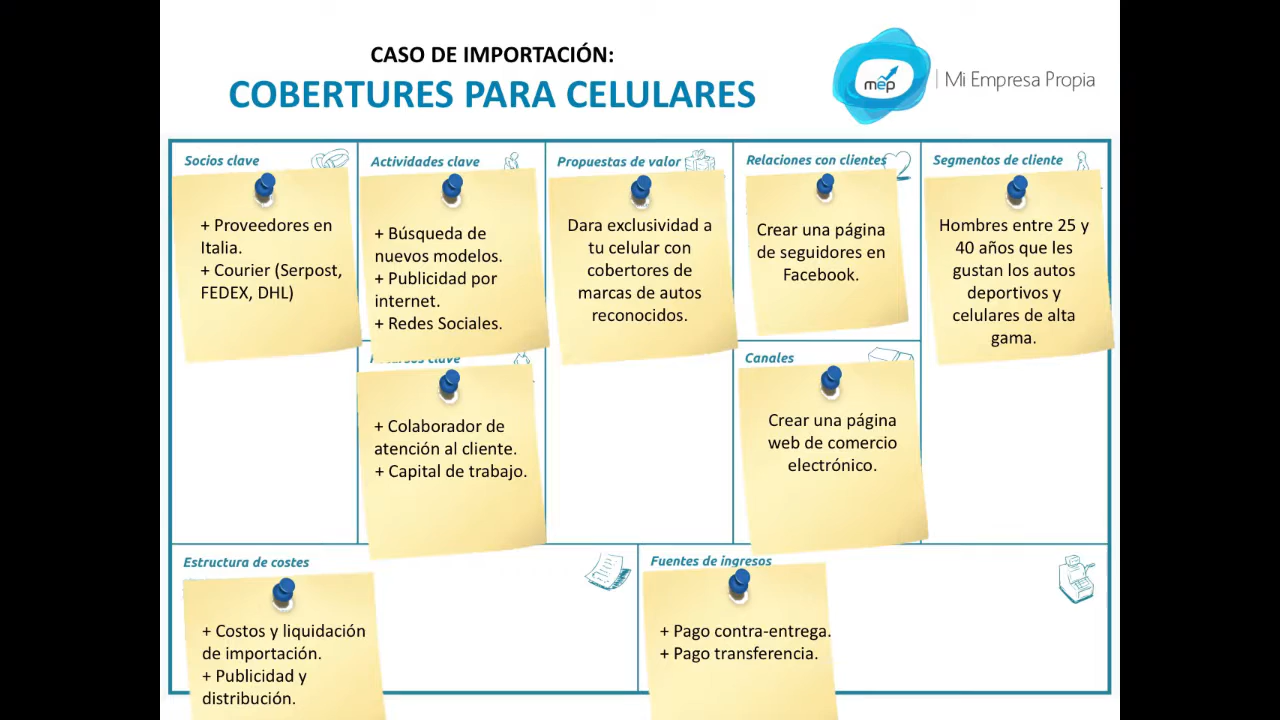 CASO DE IMPORTACIÓN:
COBERTURES PARA CELULARES
mep
Mi Empresa Propia
Socios clave
+ Proveedores en
Italia.
+ Courier (Serpost,
FEDEX, DHL)
Actividades clave
+ Búsqueda de
nuevos modelos.
+ Publicidad por
internet.
+ Redes Sociales.
Recursos clave
+ Colaborador de
atención al cliente.
+ Capital de trabajo.
Propuestas de valor
Dara exclusividad a
tu celular con
cobertores de
marcas de autos
reconocidos.
Relaciones con clientes
Crear una página
de seguidores en
Facebook.
Canales
Crear una página
web de comercio
electrónico.
Segmentos de cliente
Hombres entre 25 y
40 años que les
gustan los autos
deportivos y
celulares de alta
gama.
Estructura de costes
+ Costos y liquidación
de importación.
+ Publicidad y
distribución.
Fuentes de ingresos
+ Pago contra-entrega.
+ Pago transferencia.